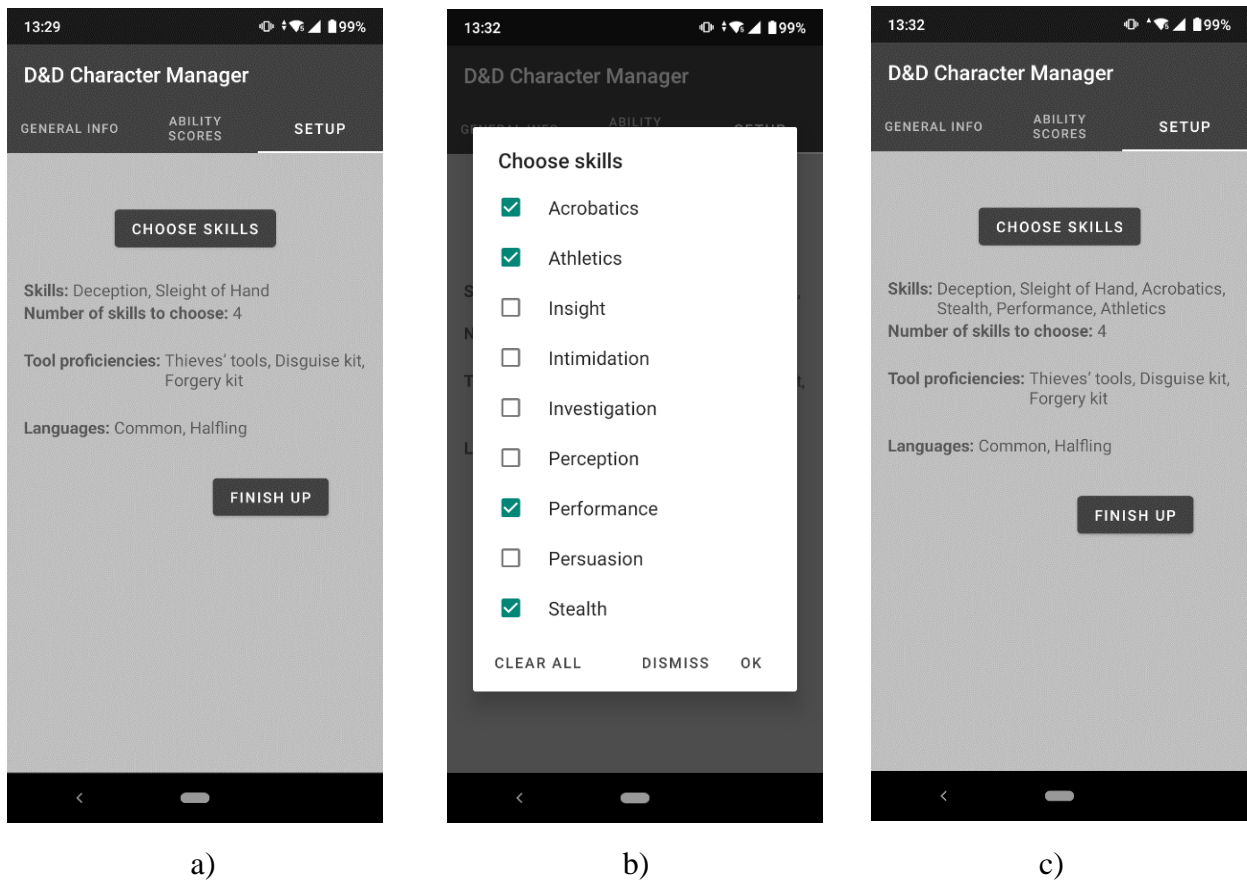 13:29
99%
D&D Character Manager
GENERAL INFO
ABILITY
SCORES
SETUP
CHOOSE SKILLS
Skills: Deception, Sleight of Hand
Number of skills to choose: 4
Tool proficiencies: Thieves' tools, Disguise kit,
Forgery kit
Languages: Common, Halfling
FINISH UP
a)
13:32
99%
D&D Character Manager
ABILITY
Choose skills
Acrobatics
Athletics
Insight
Intimidation
Investigation
Perception
Performance
Persuasion
Stealth
CLEAR ALL
DISMISS
OK
b)
13:32
99%
D&D Character Manager
GENERAL INFO
ABILITY
SCORES
SETUP
CHOOSE SKILLS
Skills: Deception, Sleight of Hand, Acrobatics,
Stealth, Performance, Athletics
Number of skills to choose: 4
Tool proficiencies: Thieves' tools, Disguise kit,
Forgery kit
Languages: Common, Halfling
FINISH UP
c)